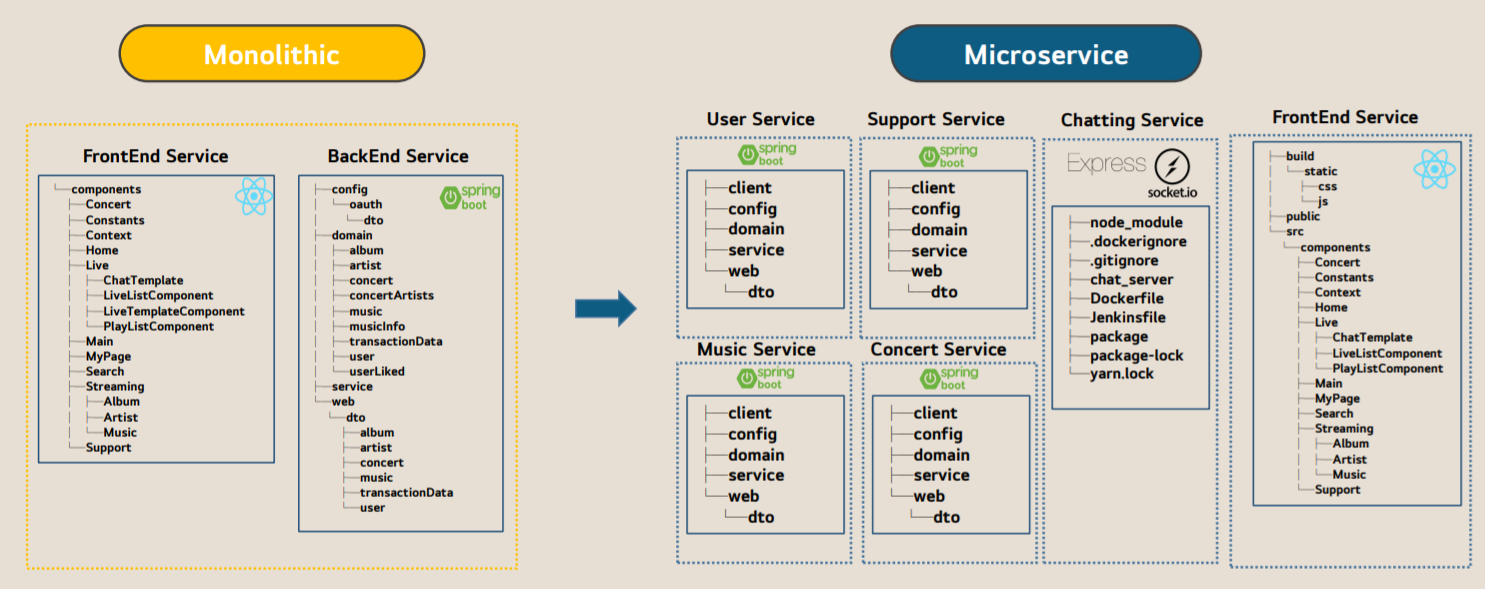 Monolithic
FrontEnd Service
components
Concert
Constants
Context
Home
Live
ChatTemplate
LiveListComponent
LiveTemplateComponent
PlayListComponent
Main
MyPage
Search
Streaming
Album
Artist
Music
Support
BackEnd Service
spring
boot
config
oauth
dto
domain
album
artist
concert
concertArtists
music
musicInfo
transactionData
user
userLiked
service
web
dto
album
artist
concert
music
transactionData
user
Microservice
User Service
spring
boot
client
config
domain
service
web
dto
Support Service
spring
boot
client
config
domain
service
web
dto
Music Service
spring
boot
client
config
domain
service
web
dto
Concert Service
spring
boot
client
config
domain
service
web
dto
Chatting Service
Express
socket.io
node_module
.dockerignore
.gitignore
chat_server
Dockerfile
Jenkinsfile
package
package-lock
yarn.lock
FrontEnd Service
build
static
css
js
public
src
components
Concert
Constants
Context
Home
Live
ChatTemplate
LiveListComponent
PlayListComponent
Main
MyPage
Search
Streaming
Album
Artist
Music
Support